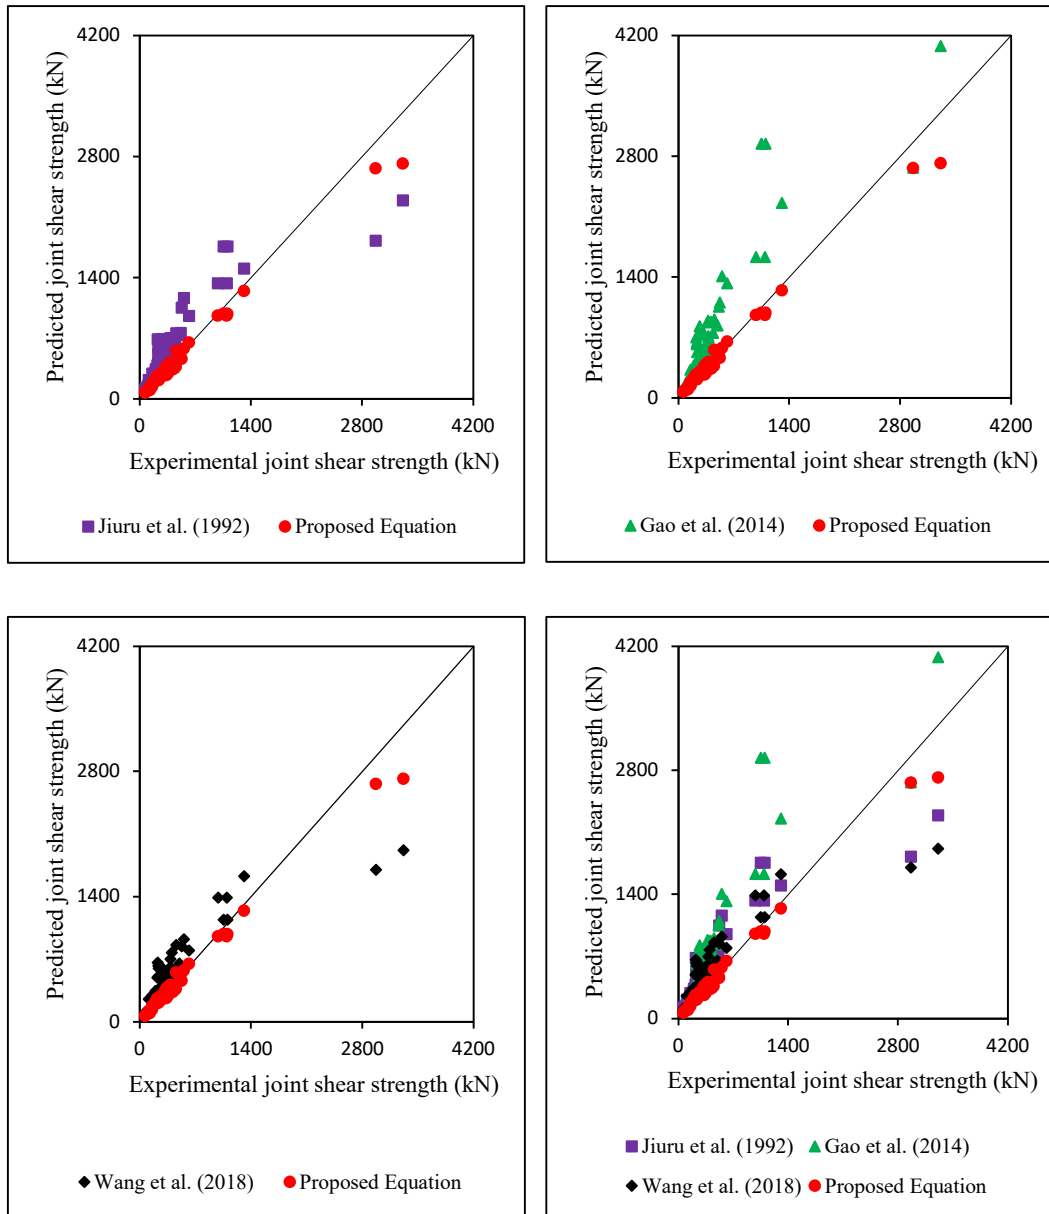 Predicted joint shear strength (kN)
4200
2800
1400
0
0 1400 2800 4200
Experimental joint shear strength (kN)
Jiuru et al. (1992) Proposed Equation
Predicted joint shear strength (kN)
4200
2800
1400
0
0 1400 2800 4200
Experimental joint shear strength (kN)
Gao et al. (2014) Proposed Equation
Predicted joint shear strength (kN)
4200
2800
1400
0
0 1400 2800 4200
Experimental joint shear strength (kN)
Wang et al. (2018) Proposed Equation
Predicted joint shear strength (kN)
4200
2800
1400
0
0 1400 2800 4200
Experimental joint shear strength (kN)
Jiuru et al. (1992) Gao et al. (2014)
Wang et al. (2018) Proposed Equation